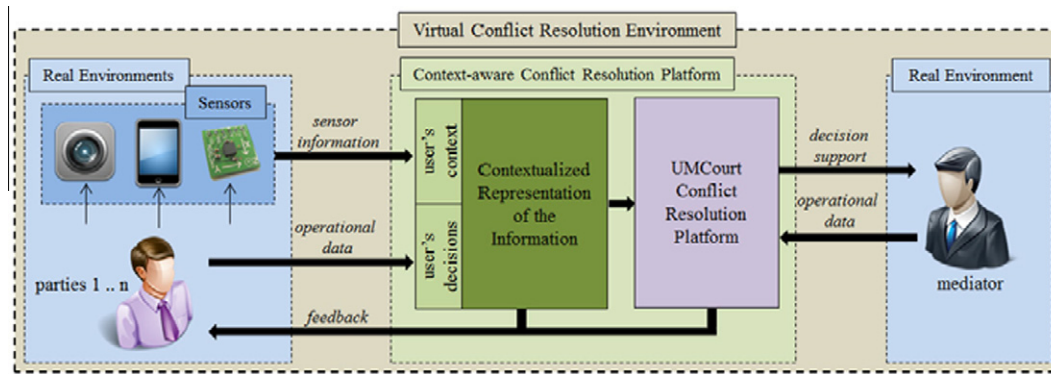 Virtual Conflict Resolution Environment
Real Environments
Sensors
sensor
information
operational
data
parties 1 .. n
feedback
Context-aware Conflict Resolution Platform
user's
context
user's
decisions
Contextualized
Representation
of the
Information
UMCourt
Conflict
Resolution
Platform
decision
support
operational
data
Real Environment
mediator